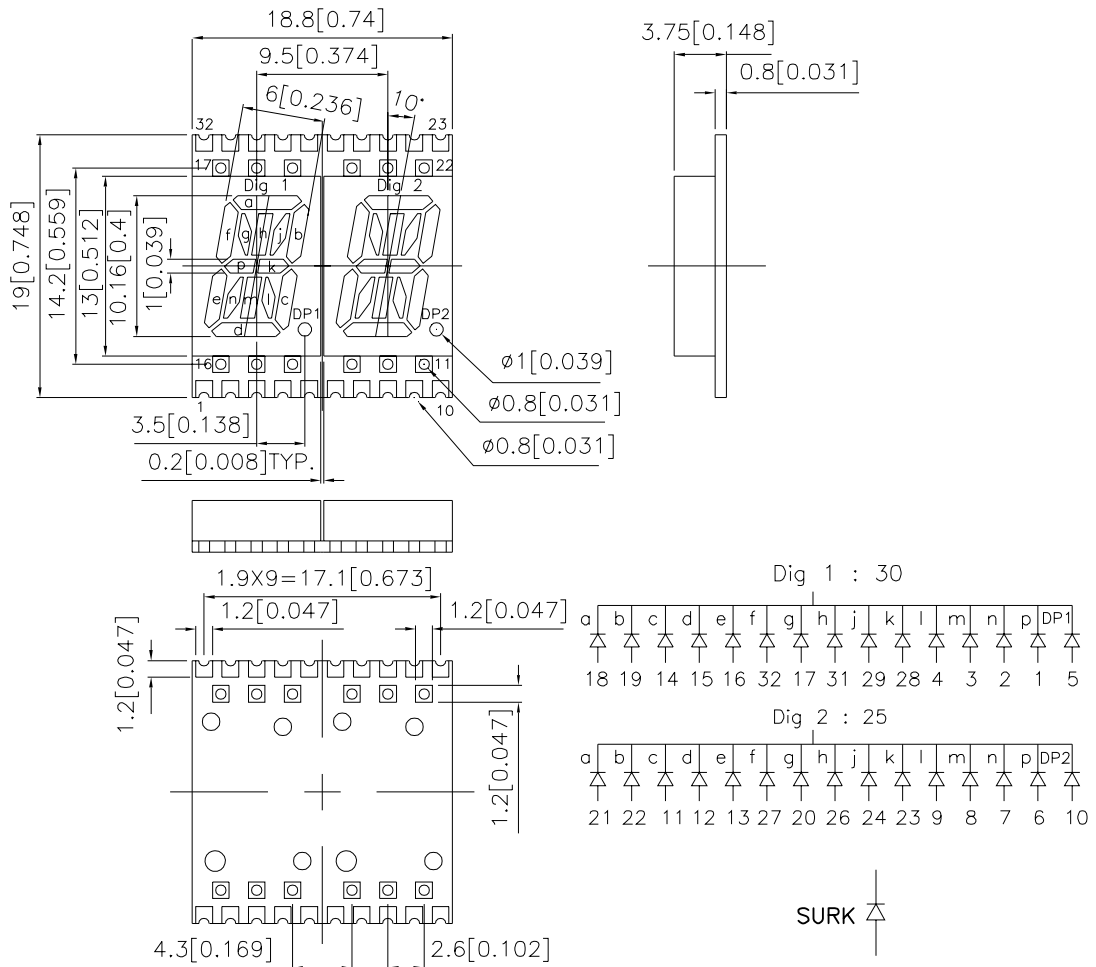 18.8[0.74]
9.5[0.374]
6[0.236]
10°
3.75[0.148]
0.8[0.031]
32
23
17
22
Dig 1
Dig 2
a
f g h j b
p k
e n m l c
d
DP1
DP2
16
11
1
10
19[0.748]
14.2[0.559]
13[0.512]
10.16[0.4]
1[0.039]
ø1[0.039]
ø0.8[0.031]
ø0.8[0.031]
3.5[0.138]
0.2[0.008]TYP.
1.9X9=17.1[0.673]
1.2[0.047]
1.2[0.047]
1.2[0.047]
1.2[0.047]
4.3[0.169]
2.6[0.102]
Dig 1 : 30
a b c d e f g h j k l m n p DP1
18 19 14 15 16 32 17 31 29 28 4 3 2 1 5
Dig 2 : 25
a b c d e f g h j k l m n p DP2
21 22 11 12 13 27 20 26 24 23 9 8 7 6 10
SURK